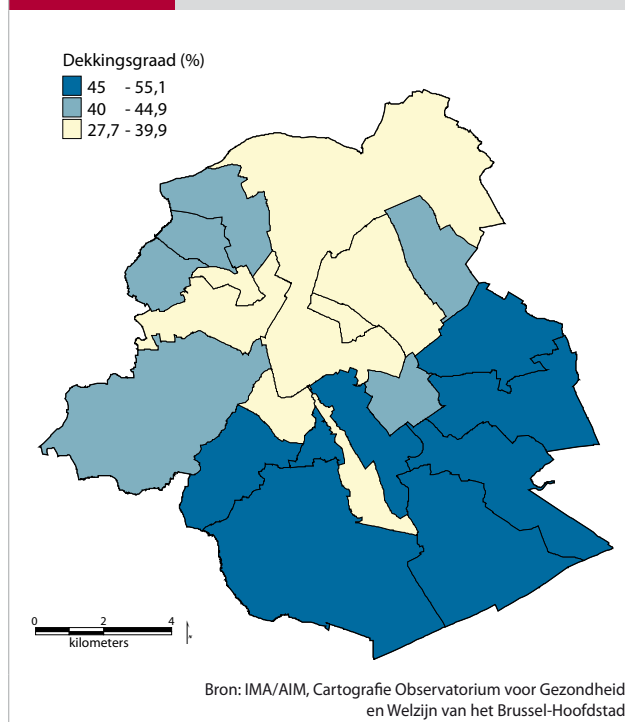 Dekkingsgraad (%)
45 - 55,1
40 - 44,9
27,7 - 39,9
0 2 4
kilometers
Bron: IMA/AIM, Cartografie Observatorium voor Gezondheid
en Welzijn van het Brussel-Hoofdstad